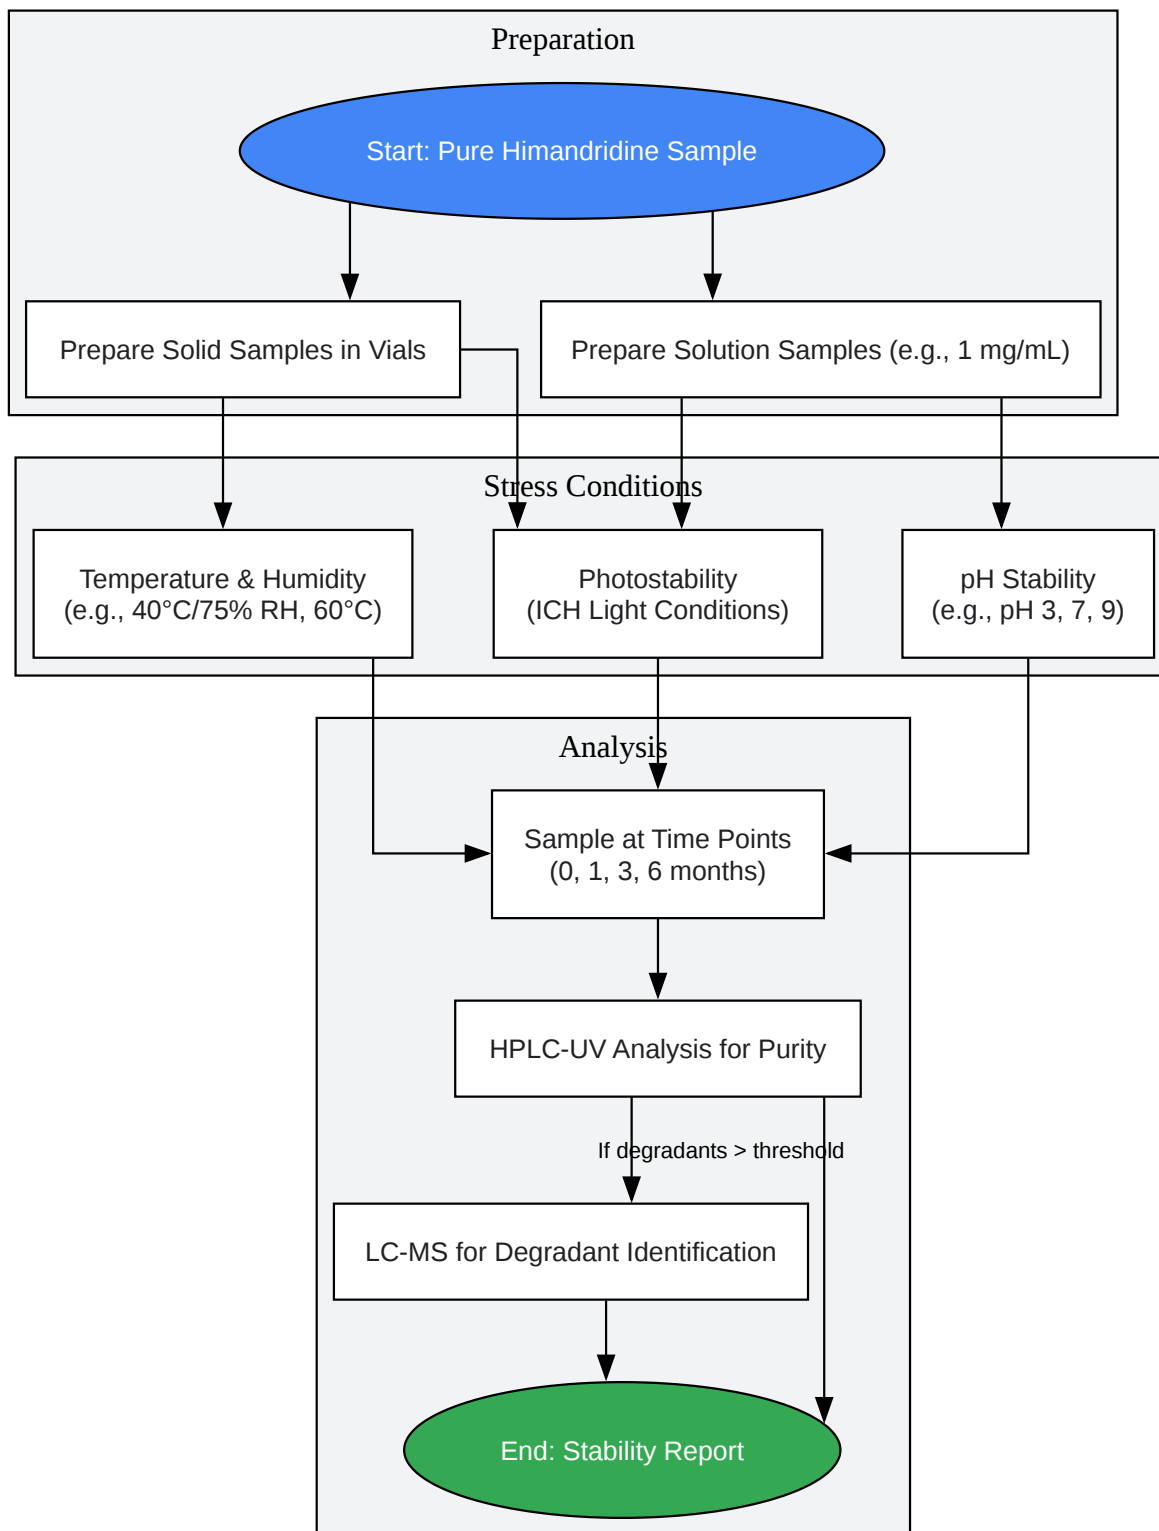 Preparation
Start: Pure Himandridine Sample
Prepare Solid Samples in Vials
Prepare Solution Samples (e.g., 1 mg/mL)
Stress Conditions
Temperature & Humidity
(e.g., 40°C/75% RH, 60°C)
Photostability
(ICH Light Conditions)
pH Stability
(e.g., pH 3, 7, 9)
Analysis
Sample at Time Points
(0, 1, 3, 6 months)
HPLC-UV Analysis for Purity
If degradants > threshold
LC-MS for Degradant Identification
End: Stability Report